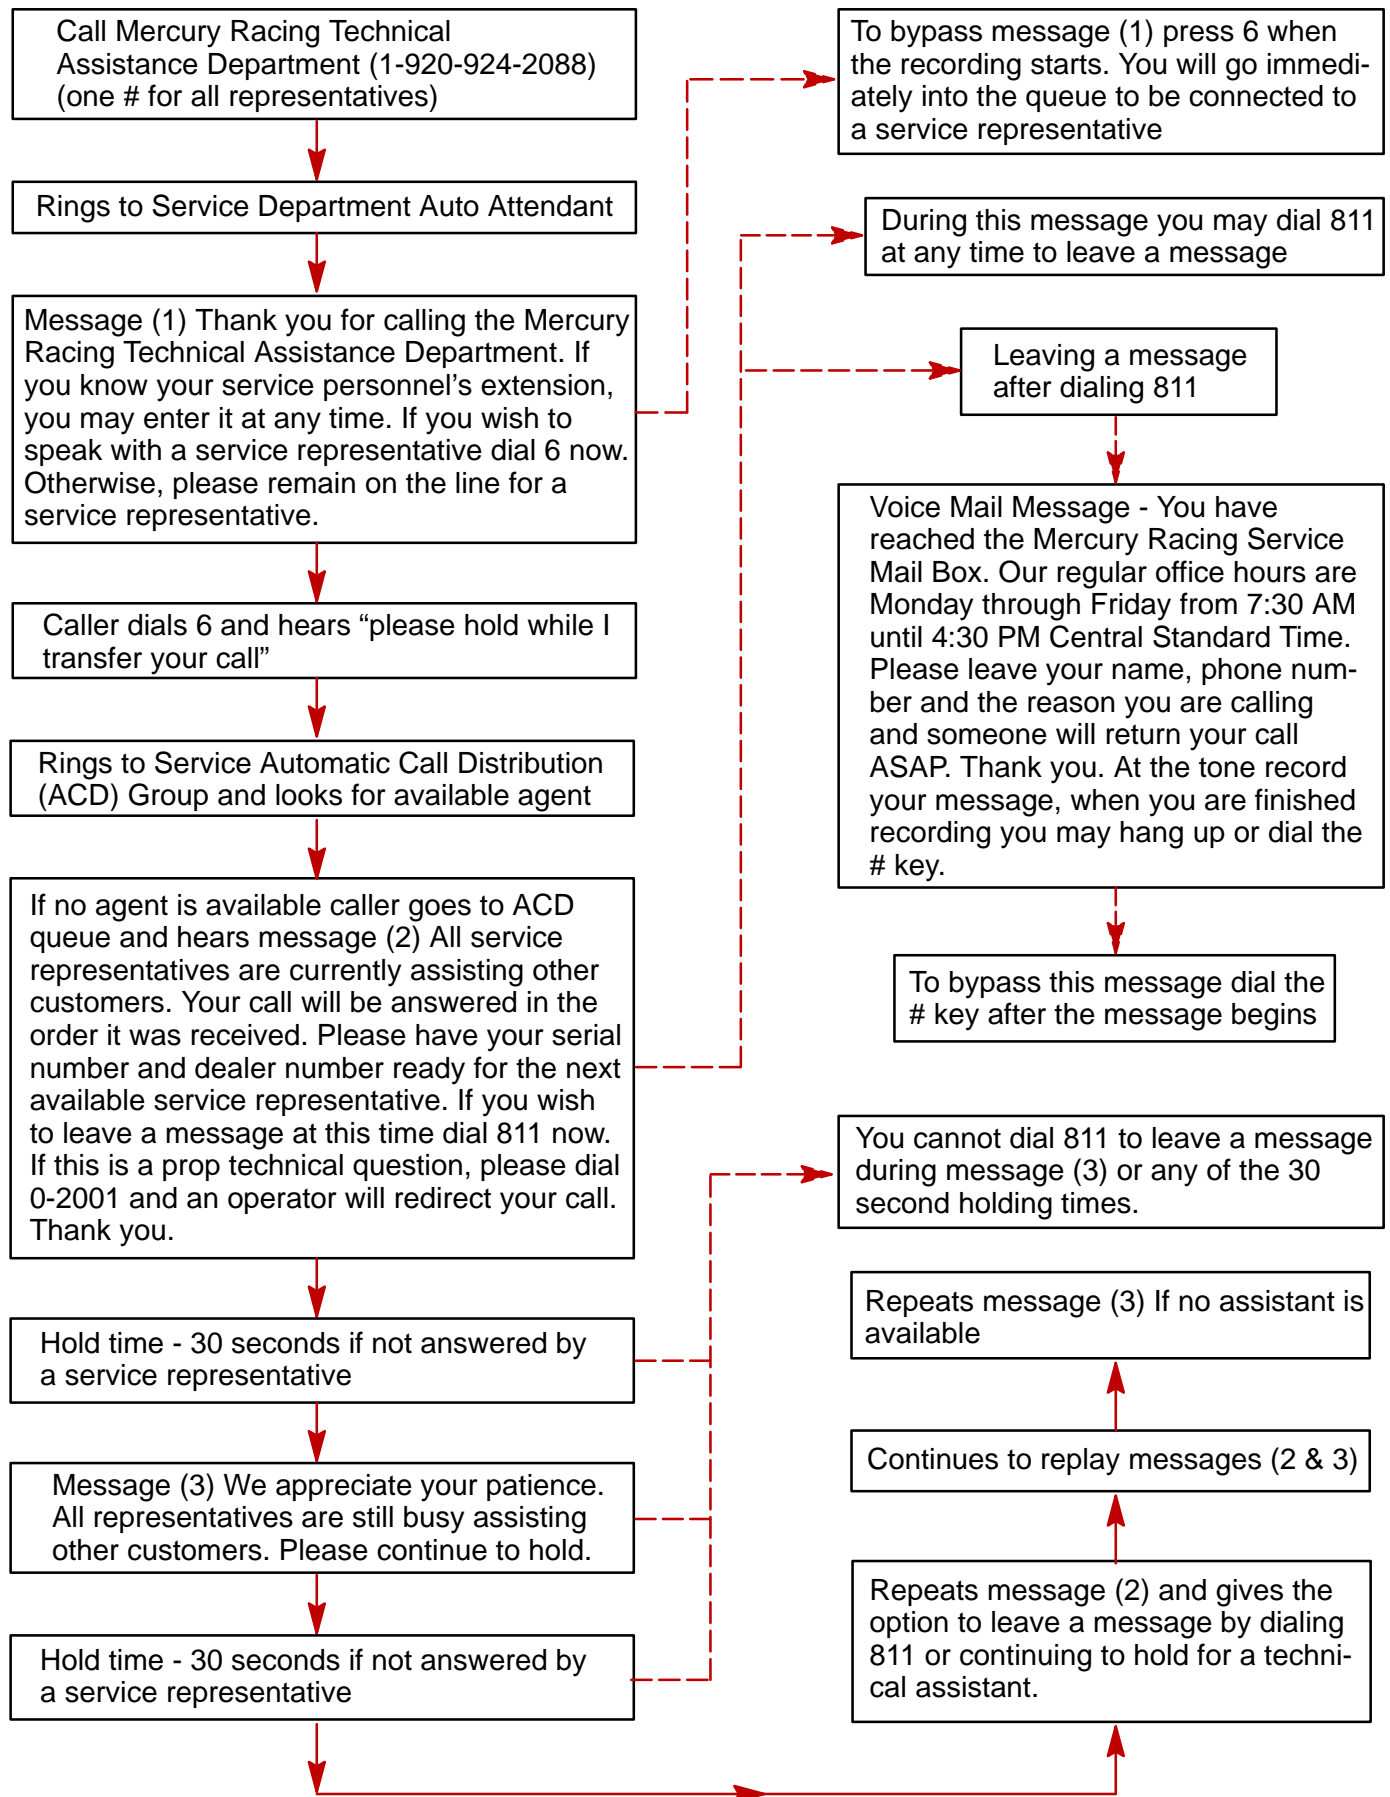 Call Mercury Racing Technical
Assistance Department (1-920-924-2088)
(one # for all representatives)
Rings to Service Department Auto Attendant
Message (1) Thank you for calling the Mercury
Racing Technical Assistance Department. If
you know your service personnel’s extension,
you may enter it at any time. If you wish to
speak with a service representative dial 6 now.
Otherwise, please remain on the line for a
service representative.
Caller dials 6 and hears “please hold while I
transfer your call”
Rings to Service Automatic Call Distribution
(ACD) Group and looks for available agent
If no agent is available caller goes to ACD
queue and hears message (2) All service
representatives are currently assisting other
customers. Your call will be answered in the
order it was received. Please have your serial
number and dealer number ready for the next
available service representative. If you wish
to leave a message at this time dial 811 now.
If this is a prop technical question, please dial
0-2001 and an operator will redirect your call.
Thank you.
Hold time - 30 seconds if not answered by
a service representative
Message (3) We appreciate your patience.
All representatives are still busy assisting
other customers. Please continue to hold.
Hold time - 30 seconds if not answered by
a service representative
To bypass message (1) press 6 when
the recording starts. You will go immedi-
ately into the queue to be connected to
a service representative
During this message you may dial 811
at any time to leave a message
Leaving a message
after dialing 811
Voice Mail Message - You have
reached the Mercury Racing Service
Mail Box. Our regular office hours are
Monday through Friday from 7:30 AM
until 4:30 PM Central Standard Time.
Please leave your name, phone num-
ber and the reason you are calling
and someone will return your call
ASAP. Thank you. At the tone record
your message, when you are finished
recording you may hang up or dial the
# key.
To bypass this message dial the
# key after the message begins
You cannot dial 811 to leave a message
during message (3) or any of the 30
second holding times.
Repeats message (3) If no assistant is
available
Continues to replay messages (2 & 3)
Repeats message (2) and gives the
option to leave a message by dialing
811 or continuing to hold for a techni-
cal assistant.